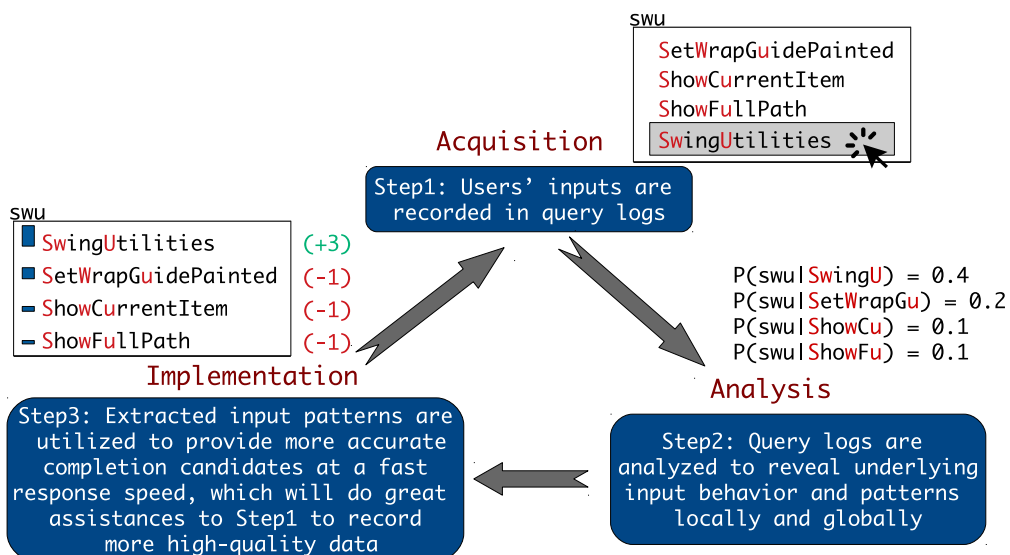 swu
SetWrapGuidePainted
ShowCurrentItem
ShowFullPath
SwingUtilities
Acquisition
Step1: Users’ inputs are
recorded in query logs
swu
SwingUtilities (+3)
SetWrapGuidePainted (-1)
ShowCurrentItem (-1)
ShowFullPath (-1)
Implementation
P(swu|SwingU) = 0.4
P(swu|SetWrapGu) = 0.2
P(swu|ShowCu) = 0.1
P(swu|ShowFu) = 0.1
Analysis
Step3: Extracted input patterns are
utilized to provide more accurate
completion candidates at a fast
response speed, which will do great
assistances to Step1 to record
more high-quality data
Step2: Query logs are
analyzed to reveal underlying
input behavior and patterns
locally and globally